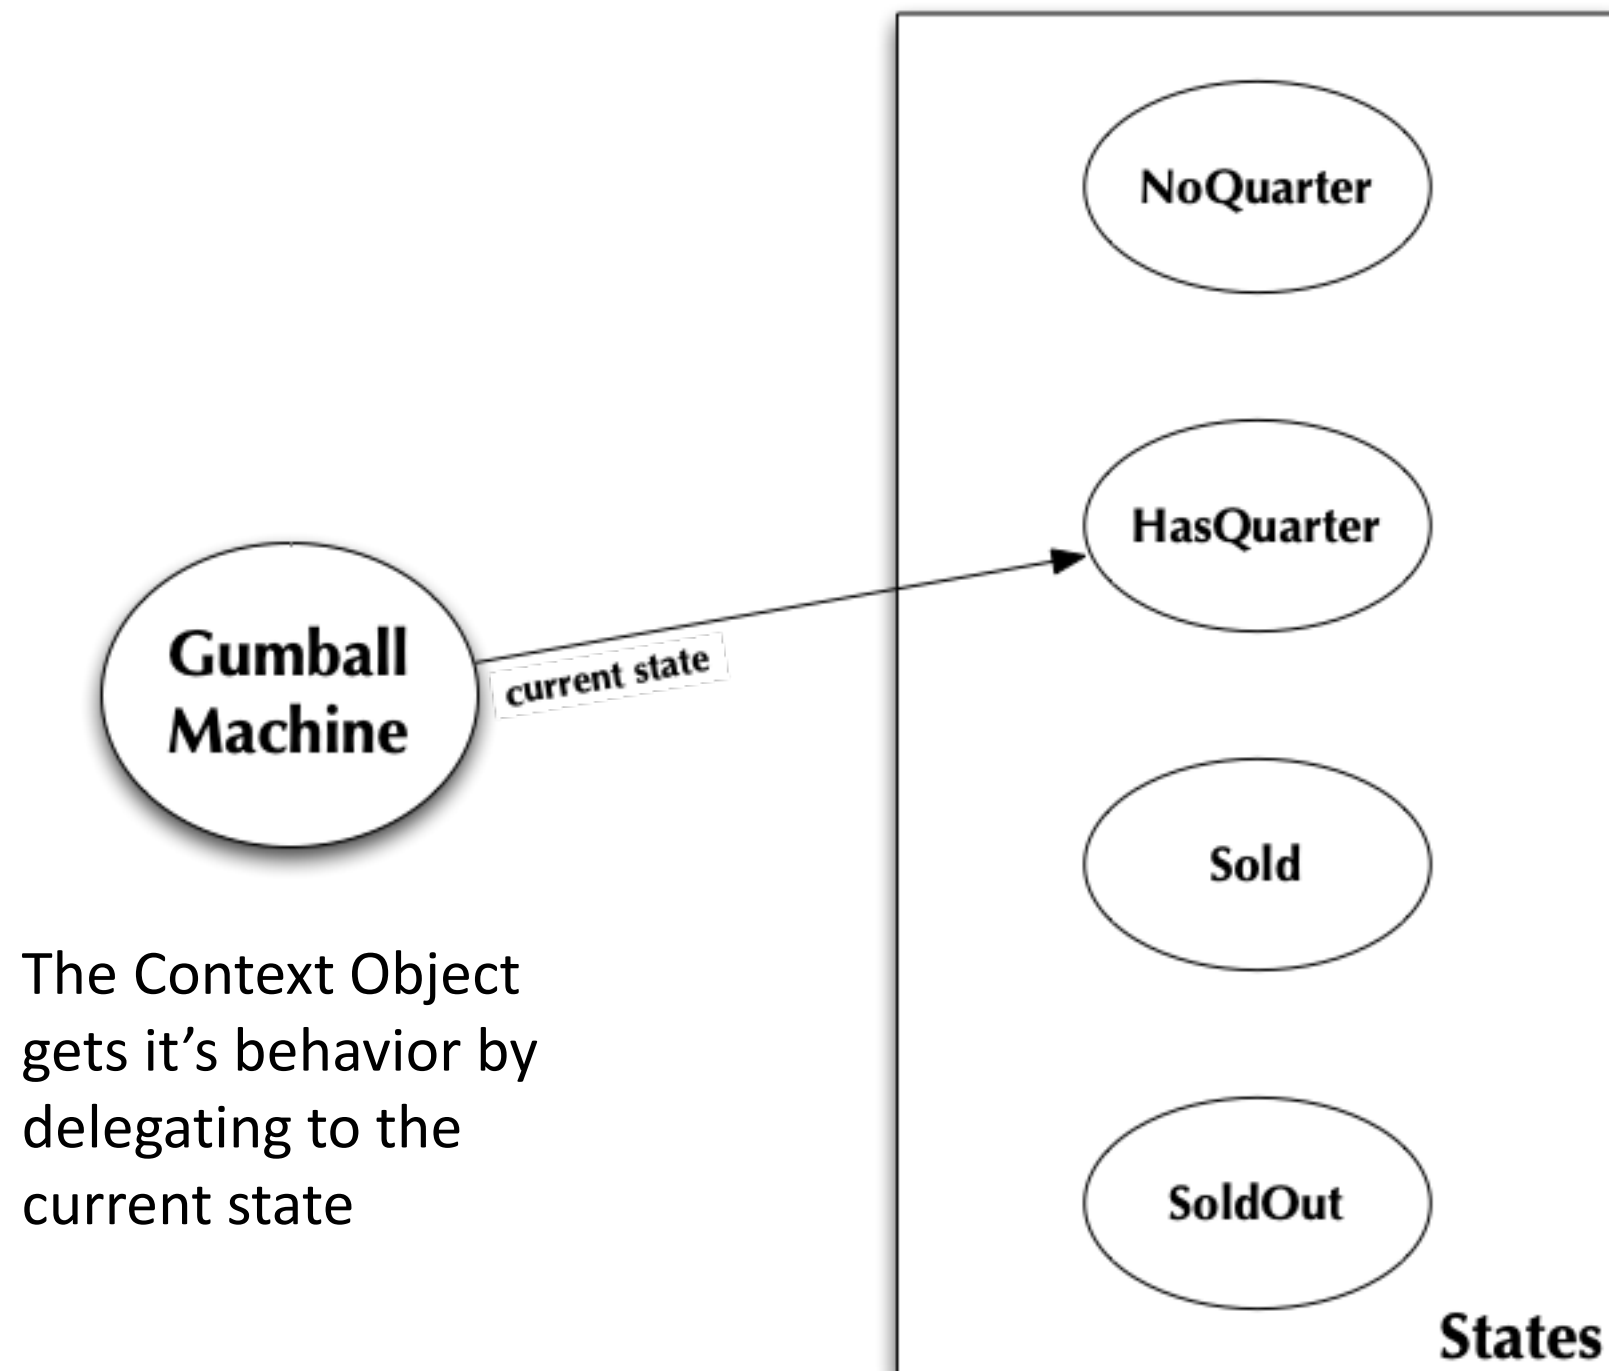 NoQuarter
HasQuarter
Gumball
Machine
current state
Sold
The Context Object
gets it’s behavior by
delegating to the
current state
SoldOut
States